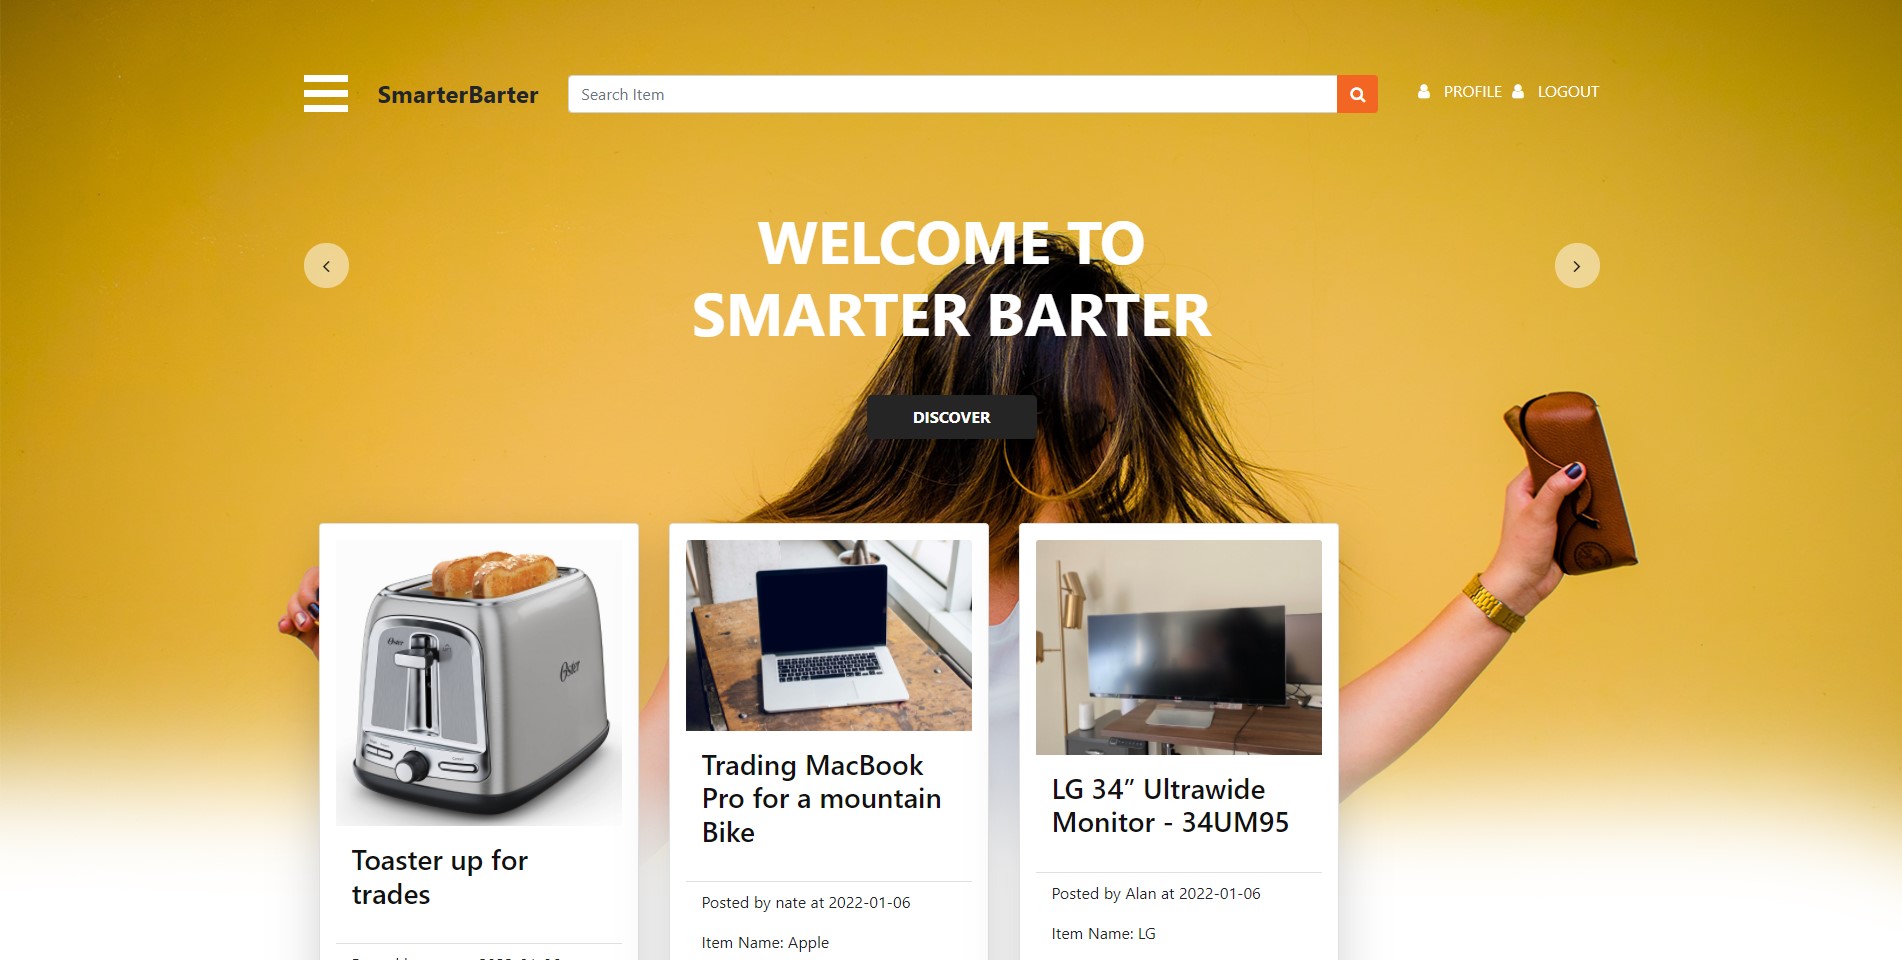 SmarterBarter
Search Item
PROFILE
LOGOUT
WELCOME TO
SMARTER BARTER
DISCOVER
Oster
Oster
Toaster up for
trades
Trading MacBook
Pro for a mountain
Bike
Posted by nate at 2022-01-06
Item Name: Apple
LG 34” Ultrawide
Monitor - 34UM95
Posted by Alan at 2022-01-06
Item Name: LG